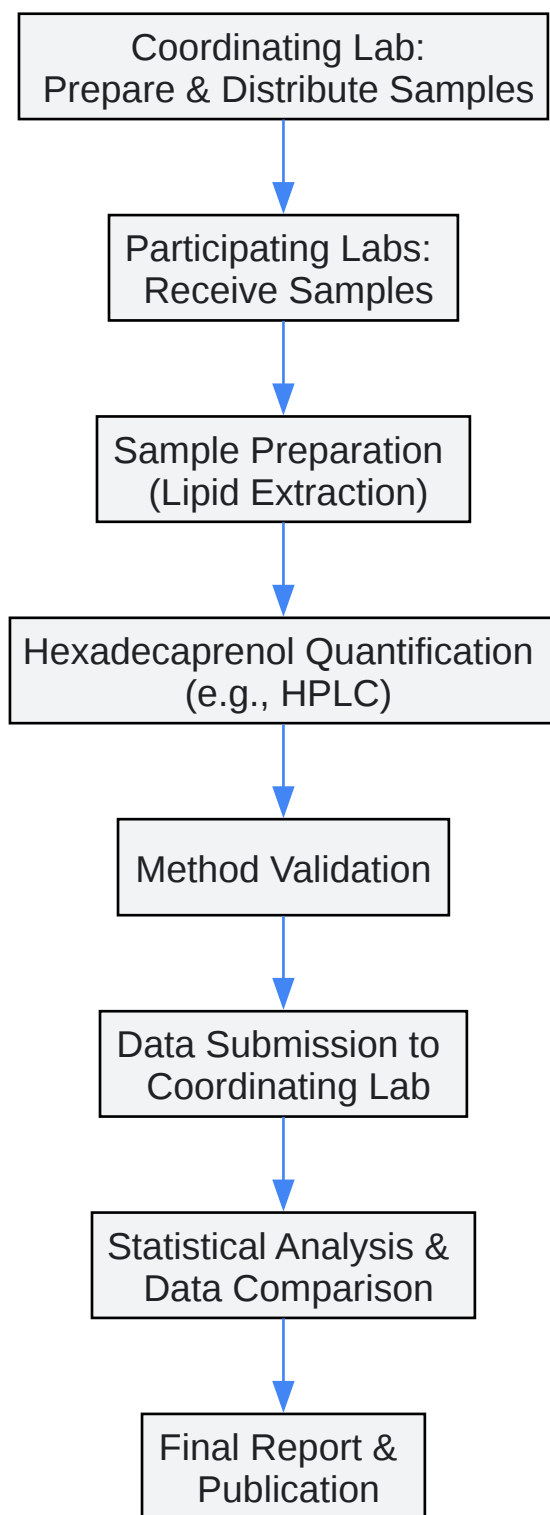 Coordinating Lab:
Prepare & Distribute Samples
Participating Labs:
Receive Samples
Sample Preparation
(Lipid Extraction)
Hexadecaprenol Quantification
(e.g., HPLC)
Method Validation
Data Submission to
Coordinating Lab
Statistical Analysis &
Data Comparison
Final Report &
Publication